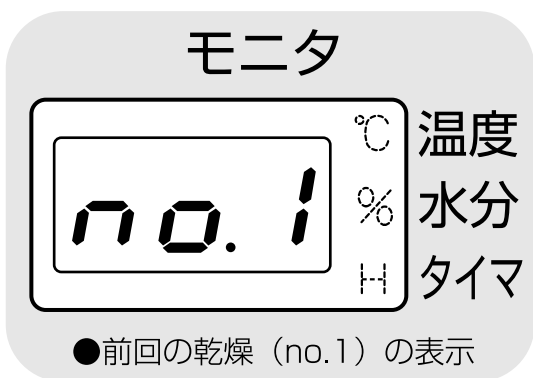 モニタ
℃ 温度
no. 1 % 水分
H タイマ
●前回の乾燥（no.1）の表示